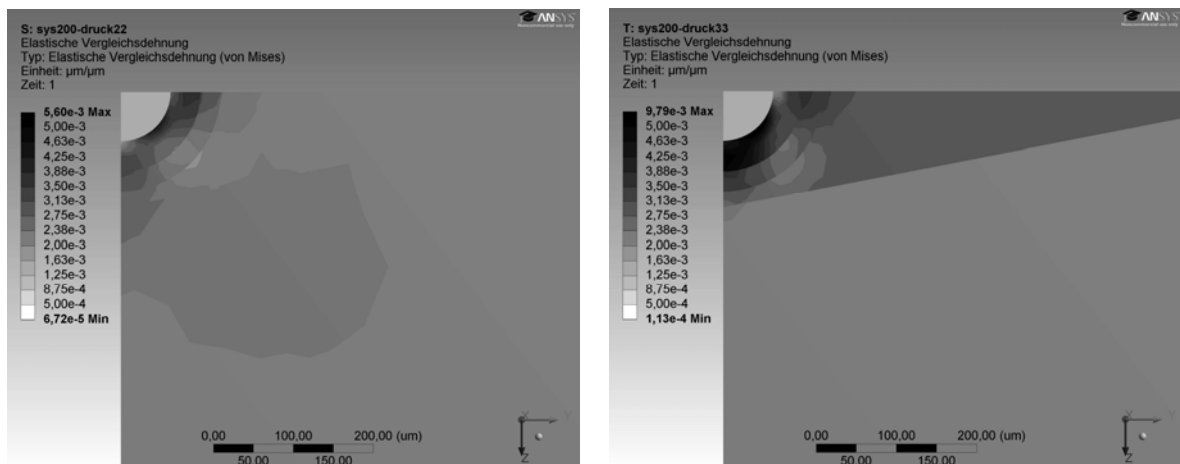 ANSYS
Noncommercial use only
S: sys200-druck22
Elastische Vergleichsdehnung
Typ: Elastische Vergleichsdehnung (von Mises)
Einheit: µm/µm
Zeit: 1
5,60e-3 Max
5,00e-3
4,63e-3
4,25e-3
3,88e-3
3,50e-3
3,13e-3
2,75e-3
2,38e-3
2,00e-3
1,63e-3
1,25e-3
8,75e-4
5,00e-4
6,72e-5 Min
0,00 100,00 200,00 (um)
50,00 150,00
X Y
Z
ANSYS
Noncommercial use only
T: sys200-druck33
Elastische Vergleichsdehnung
Typ: Elastische Vergleichsdehnung (von Mises)
Einheit: µm/µm
Zeit: 1
9,79e-3 Max
5,00e-3
4,63e-3
4,25e-3
3,88e-3
3,50e-3
3,13e-3
2,75e-3
2,38e-3
2,00e-3
1,63e-3
1,25e-3
8,75e-4
5,00e-4
1,13e-4 Min
0,00 100,00 200,00 (um)
50,00 150,00
X Y
Z